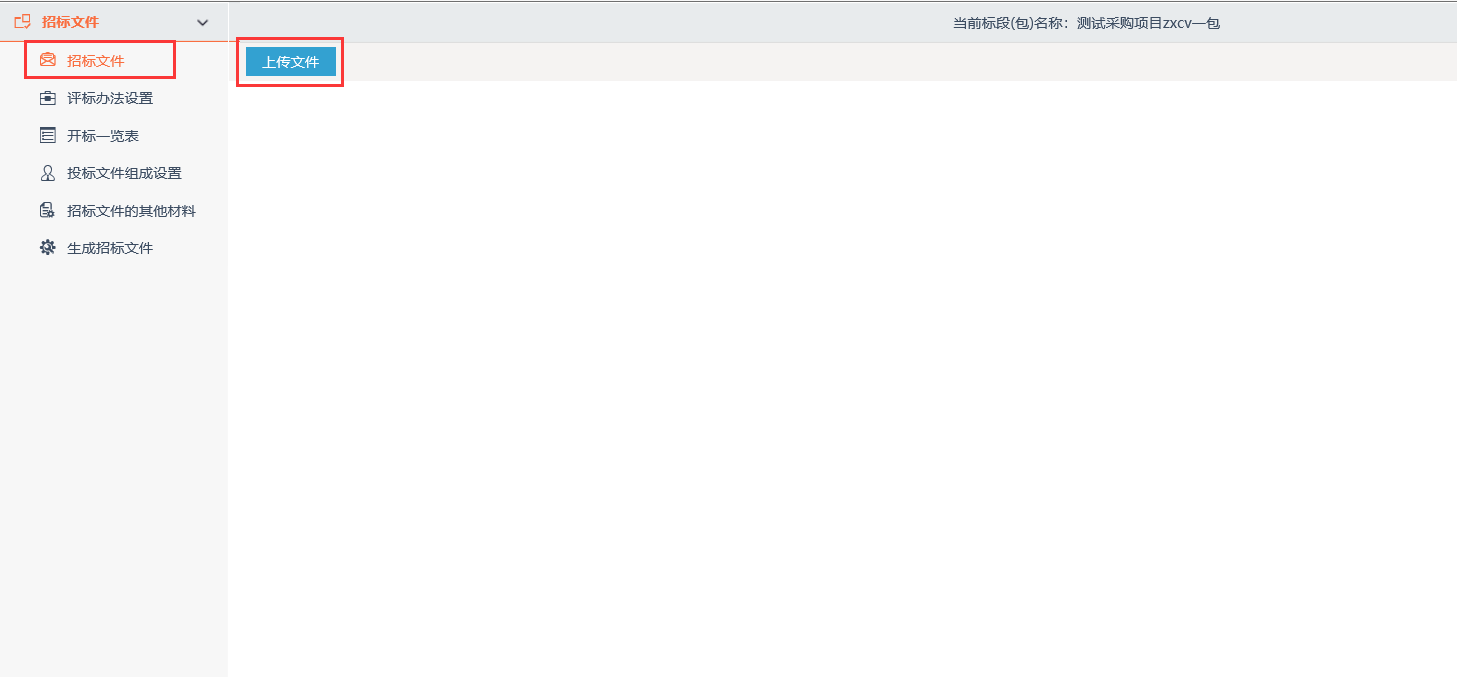 招标文件
当前标段(包)名称：测试采购项目zxcv一包
招标文件
上传文件
评标办法设置
开标一览表
投标文件组成设置
招标文件的其他材料
生成招标文件